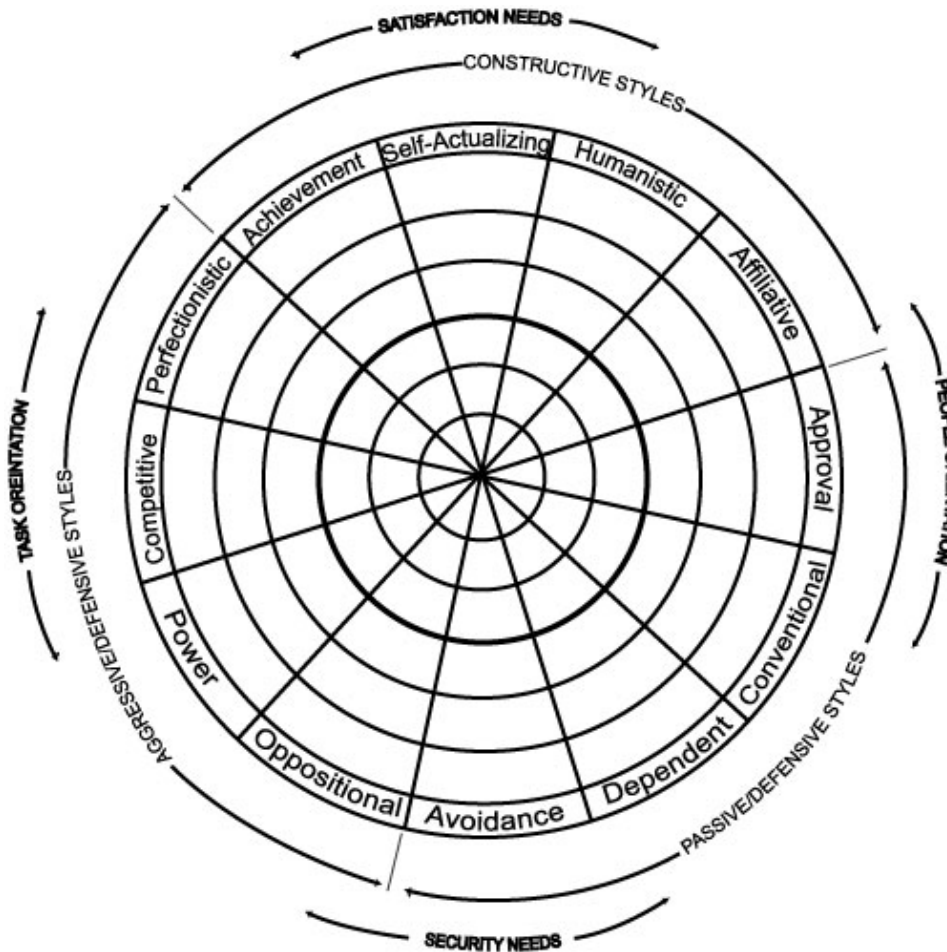 SATISFACTION NEEDS
CONSTRUCTIVE STYLES
Self-Actualizing
Humanistic
Affiliative
Approval
Conventional
Dependent
Avoidance
Oppositional
Power
Competitive
Perfectionistic
Achievement
TASK OREINTATION
AGGRESSIVE/DEFENSIVE STYLES
PASSIVE/DEFENSIVE STYLES
SECURITY NEEDS